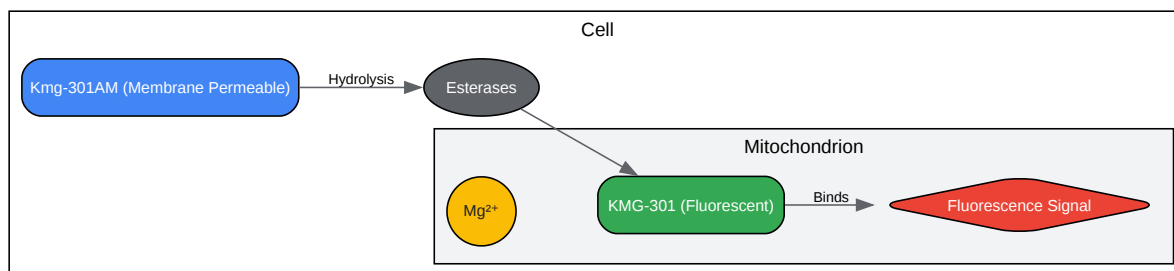 Cell
Kmg-301AM (Membrane Permeable)
Hydrolysis
Esterases
Mitochondrion
Mg²⁺
KMG-301 (Fluorescent)
Binds
Fluorescence Signal